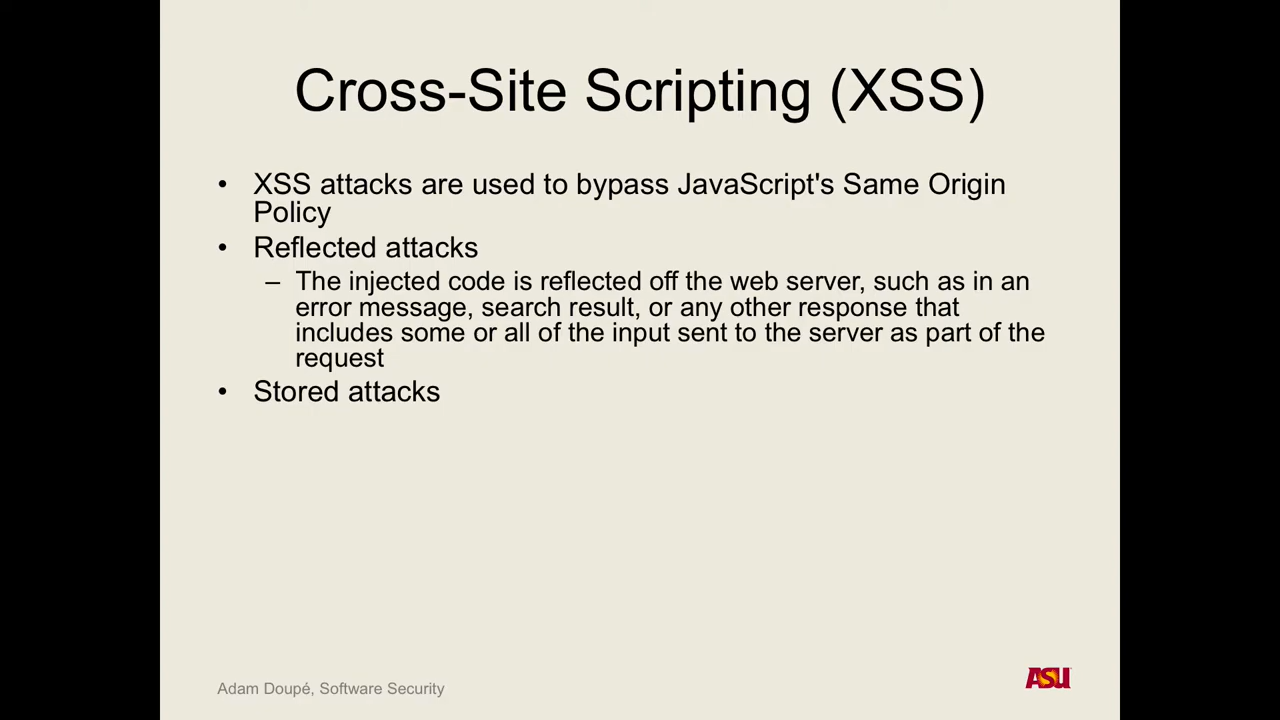 Cross-Site Scripting (XSS)
• XSS attacks are used to bypass JavaScript's Same Origin
Policy
• Reflected attacks
– The injected code is reflected off the web server, such as in an
error message, search result, or any other response that
includes some or all of the input sent to the server as part of the
request
• Stored attacks
Adam Doupé, Software Security
ASU